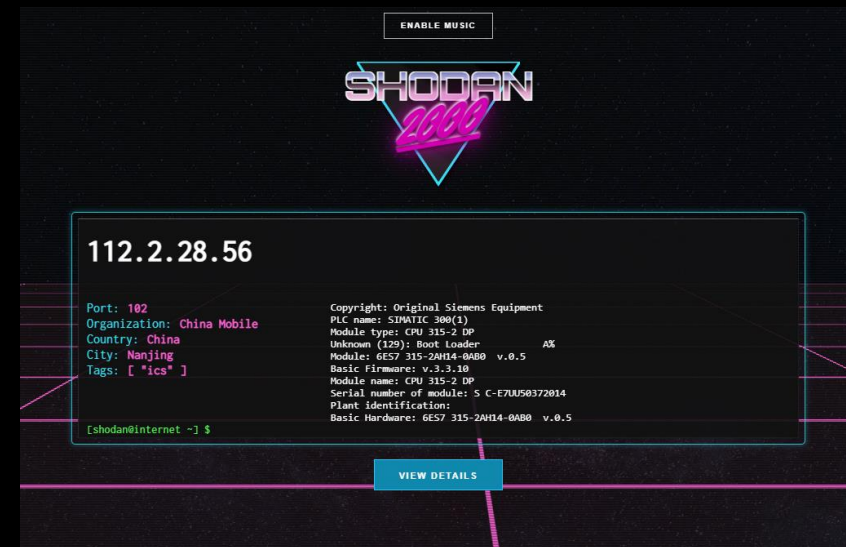 ENABLE MUSIC
SHODAN
2000
112.2.28.56
Port: 102
Organization: China Mobile
Country: China
City: Nanjing
Tags: [ "ics" ]
Copyright: Original Siemens Equipment
PLC name: SIMATIC 300(1)
Module type: CPU 315-2 DP
Unknown (129): Boot Loader A%
Module: 6ES7 315-2AH14-0AB0 v.0.5
Basic Firmware: v.3.3.10
Module name: CPU 315-2 DP
Serial number of module: S C-E7UU50372014
Plant identification:
Basic Hardware: 6ES7 315-2AH14-0AB0 v.0.5
[shodan@internet ~] $
VIEW DETAILS